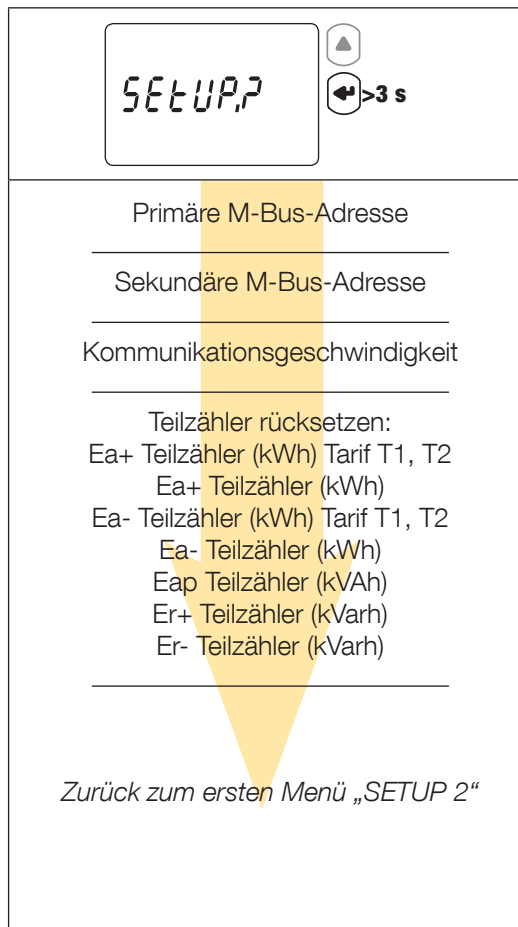 SEtUP.?
>3 s
Primäre M-Bus-Adresse
Sekundäre M-Bus-Adresse
Kommunikationsgeschwindigkeit
Teilzähler rücksetzen:
Ea+ Teilzähler (kWh) Tarif T1, T2
Ea+ Teilzähler (kWh)
Ea- Teilzähler (kWh) Tarif T1, T2
Ea- Teilzähler (kWh)
Eap Teilzähler (kVAh)
Er+ Teilzähler (kVarh)
Er- Teilzähler (kVarh)
Zurück zum ersten Menü „SETUP 2“